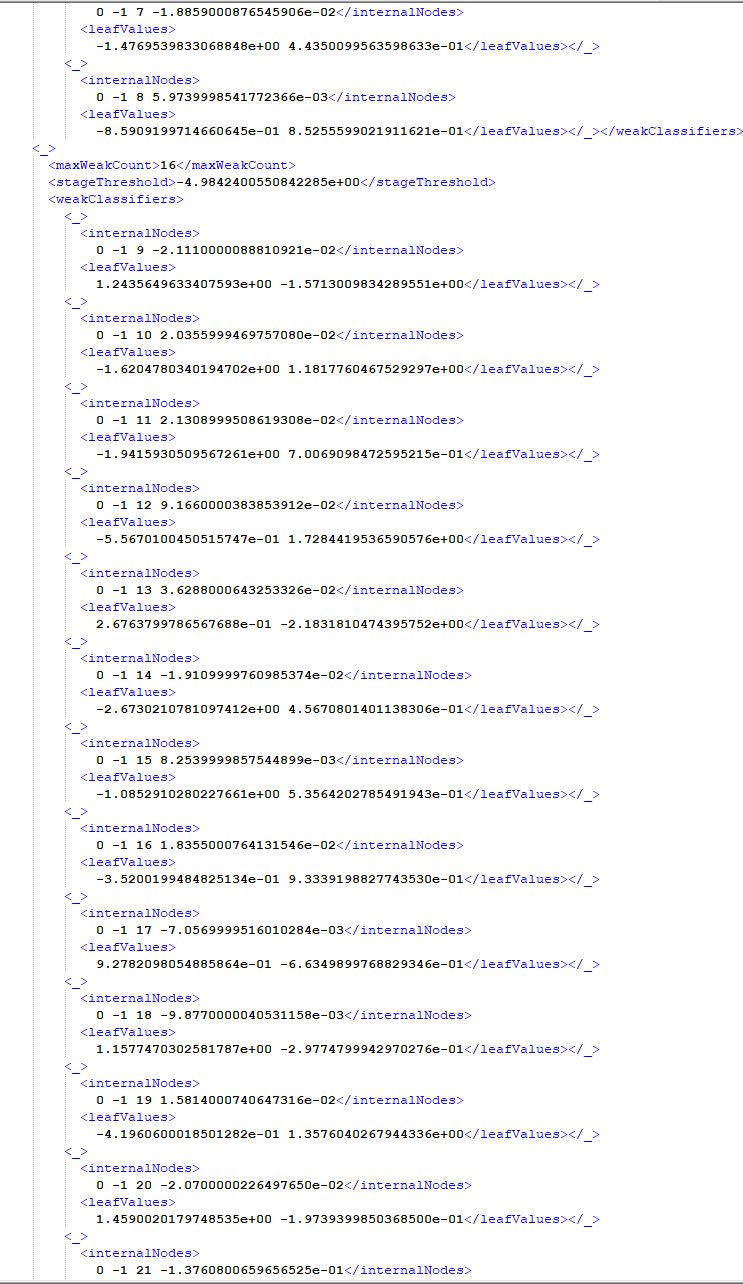 0 -1 7 -1.8859000876545906e-02</internalNodes>
<leafValues>
-1.4769539833068848e+00 4.4350099563598633e-01</leafValues></_>
<_>
<internalNodes>
0 -1 8 5.9739998541772366e-03</internalNodes>
<leafValues>
-8.5909199714660645e-01 8.5255599021911621e-01</leafValues></_></weakClassifiers>
<_>
<maxWeakCount>16</maxWeakCount>
<stageThreshold>-4.9842400550842285e+00</stageThreshold>
<weakClassifiers>
<_>
<internalNodes>
0 -1 9 -2.1110000088810921e-02</internalNodes>
<leafValues>
1.2435649633407593e+00 -1.5713009834289551e+00</leafValues></_>
<_>
<internalNodes>
0 -1 10 2.0355999469757080e-02</internalNodes>
<leafValues>
-1.6204780340194702e+00 1.1817760467529297e+00</leafValues></_>
<_>
<internalNodes>
0 -1 11 2.1308999508619308e-02</internalNodes>
<leafValues>
-1.9415930509567261e+00 7.0069098472595215e-01</leafValues></_>
<_>
<internalNodes>
0 -1 12 9.1660000383853912e-02</internalNodes>
<leafValues>
-5.5670100450515747e-01 1.7284419536590576e+00</leafValues></_>
<_>
<internalNodes>
0 -1 13 3.6288000643253326e-02</internalNodes>
<leafValues>
2.6763799786567688e-01 -2.1831810474395752e+00</leafValues></_>
<_>
<internalNodes>
0 -1 14 -1.9109999760985374e-02</internalNodes>
<leafValues>
-2.6730210781097412e+00 4.5670801401138306e-01</leafValues></_>
<_>
<internalNodes>
0 -1 15 8.2539999857544899e-03</internalNodes>
<leafValues>
-1.0852910280227661e+00 5.3564202785491943e-01</leafValues></_>
<_>
<internalNodes>
0 -1 16 1.8355000764131546e-02</internalNodes>
<leafValues>
-3.5200199484825134e-01 9.3339198827743530e-01</leafValues></_>
<_>
<internalNodes>
0 -1 17 -7.0569999516010284e-03</internalNodes>
<leafValues>
9.2782098054885864e-01 -6.6349899768829346e-01</leafValues></_>
<_>
<internalNodes>
0 -1 18 -9.8770000040531158e-03</internalNodes>
<leafValues>
1.1577470302581787e+00 -2.9774799942970276e-01</leafValues></_>
<_>
<internalNodes>
0 -1 19 1.5814000740647316e-02</internalNodes>
<leafValues>
-4.1960600018501282e-01 1.3576040267944336e+00</leafValues></_>
<_>
<internalNodes>
0 -1 20 -2.0700000226497650e-02</internalNodes>
<leafValues>
1.4590020179748535e+00 -1.9739399850368500e-01</leafValues></_>
<_>
<internalNodes>
0 -1 21 -1.3760800659656525e-01</internalNodes>